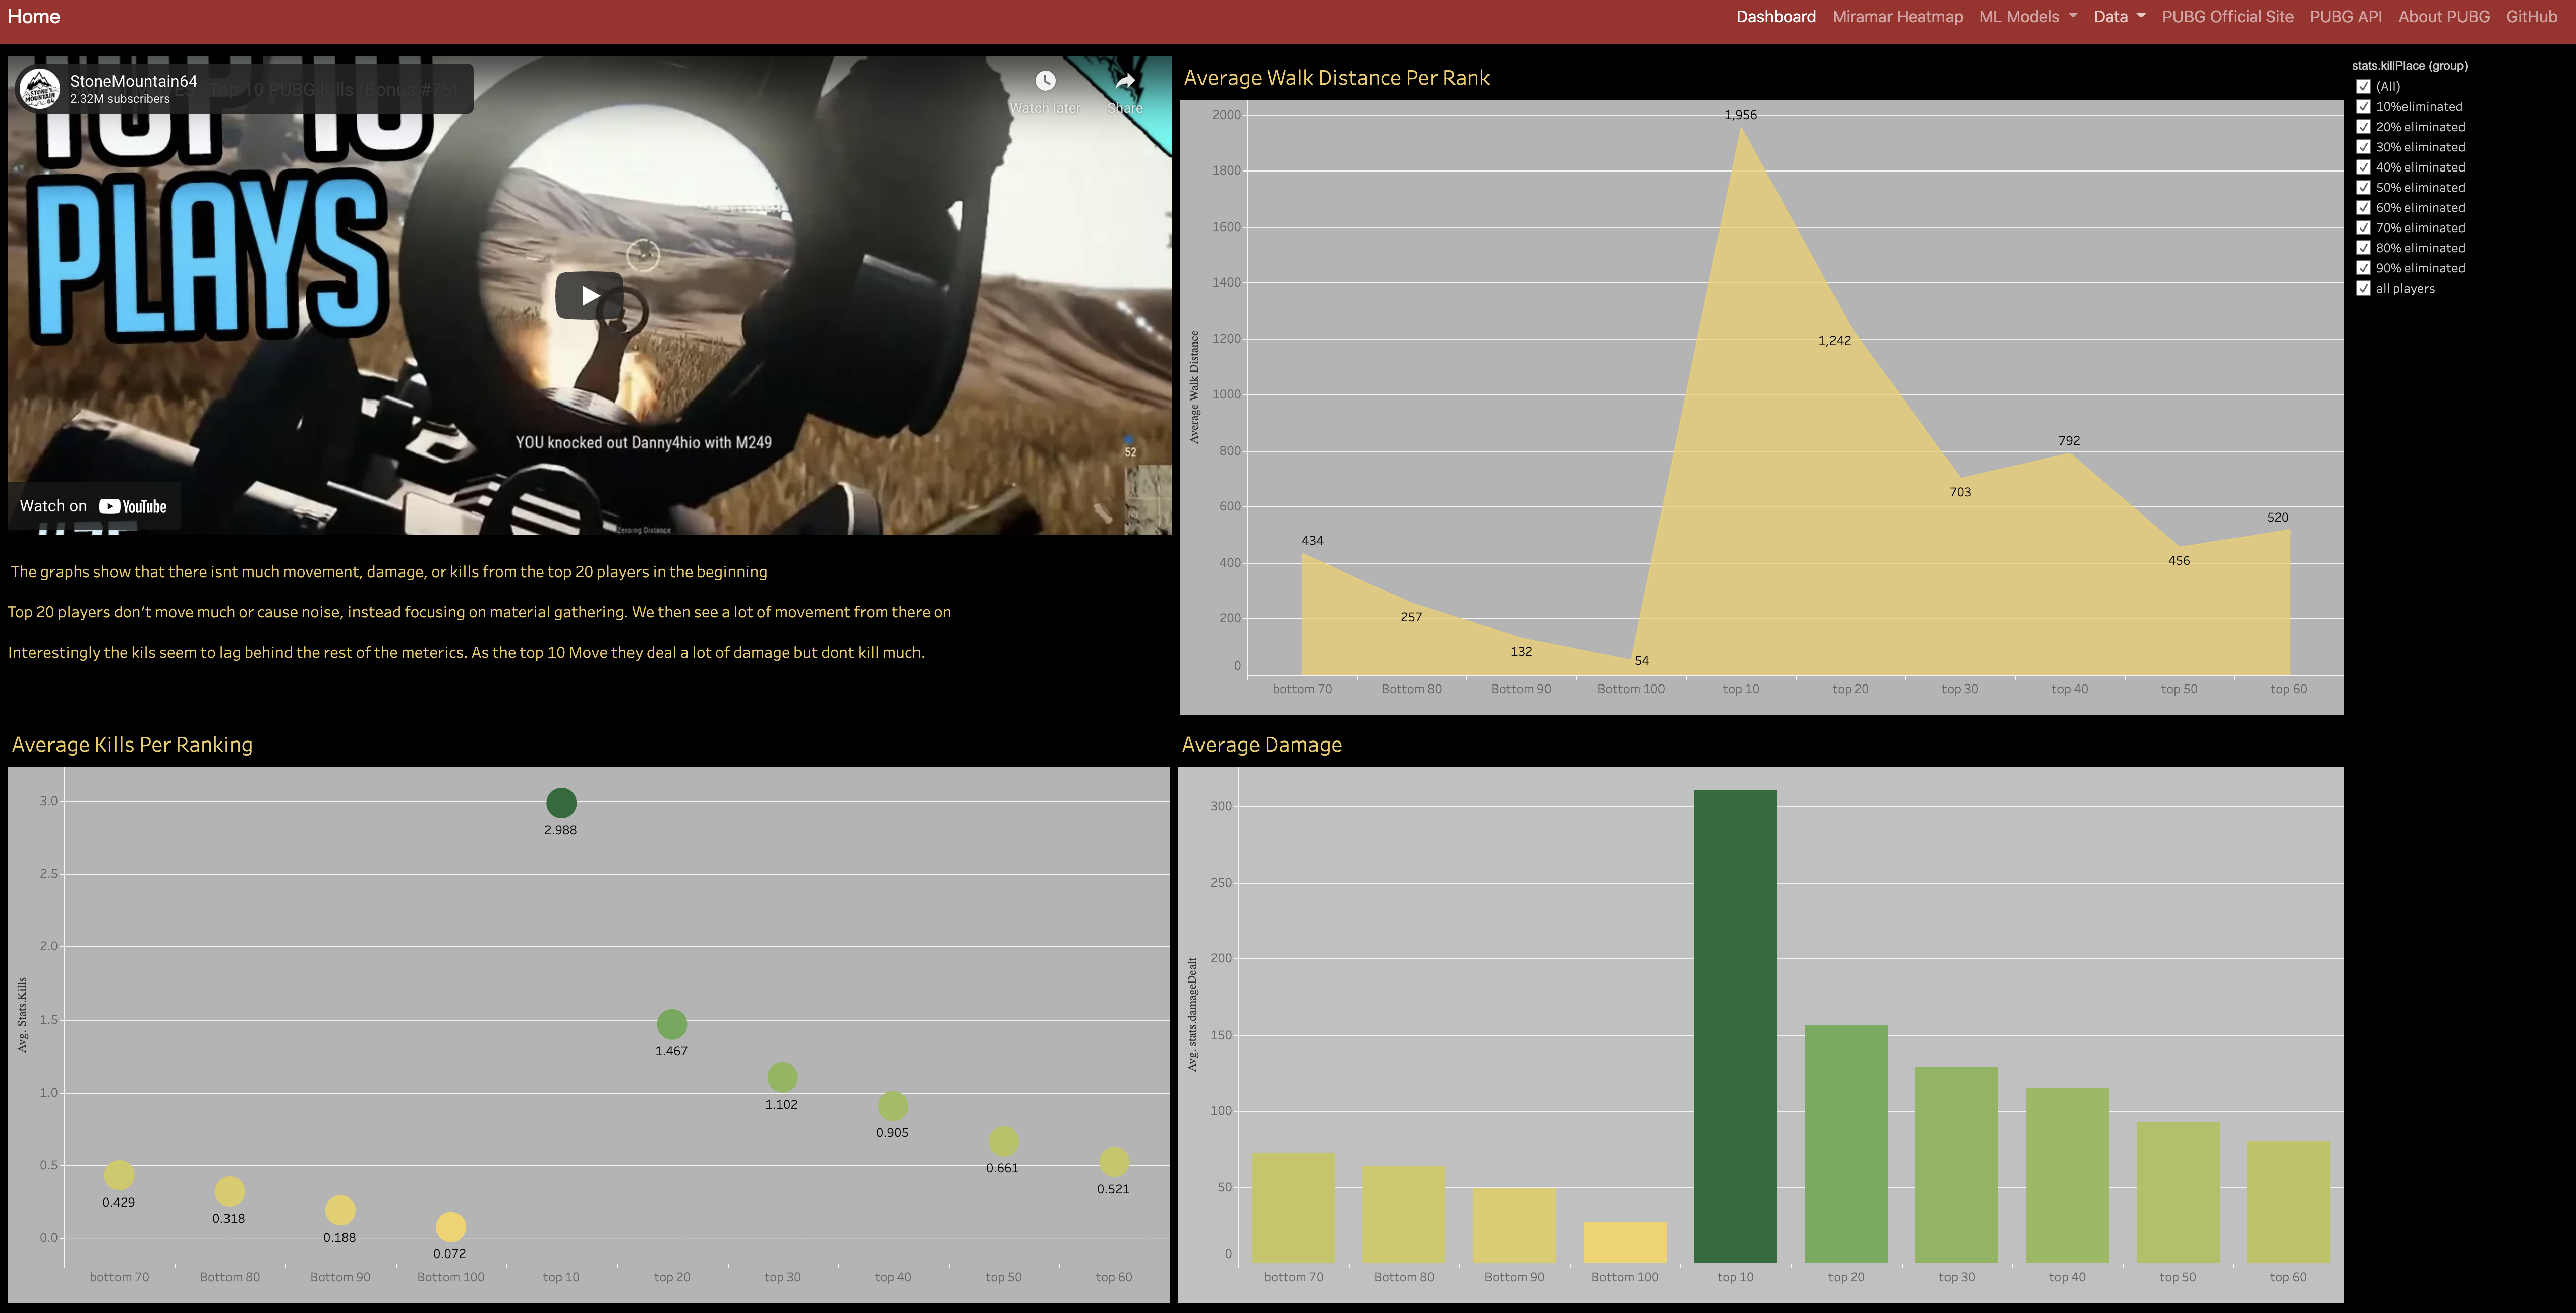 Home
Dashboard Miramar Heatmap ML Models Data PUBG Official Site PUBG API About PUBG GitHub
StoneMountain64
2.32M subscribers
Top 10 PUBG Kills (Bonus #75)
Watch later
Share
TOP 10
PLAYS
YOU knocked out Danny4hio with M249
52
Watch on YouTube
Zeroing Distance
The graphs show that there isnt much movement, damage, or kills from the top 20 players in the beginning
Top 20 players don’t move much or cause noise, instead focusing on material gathering. We then see a lot of movement from there on
Interestingly the kils seem to lag behind the rest of the meterics. As the top 10 Move they deal a lot of damage but dont kill much.
Average Walk Distance Per Rank
Average Walk Distance
2000
1800
1600
1400
1200
1000
800
600
400
200
0
434
257
132
54
1,956
1,242
703
792
456
520
bottom 70 Bottom 80 Bottom 90 Bottom 100 top 10 top 20 top 30 top 40 top 50 top 60
stats.killPlace (group)
(All)
10%eliminated
20% eliminated
30% eliminated
40% eliminated
50% eliminated
60% eliminated
70% eliminated
80% eliminated
90% eliminated
all players
Average Kills Per Ranking
Avg. Stats.Kills
3.0
2.5
2.0
1.5
1.0
0.5
0.0
0.429
0.318
0.188
0.072
2.988
1.467
1.102
0.905
0.661
0.521
bottom 70 Bottom 80 Bottom 90 Bottom 100 top 10 top 20 top 30 top 40 top 50 top 60
Average Damage
Avg. stats.damageDealt
300
250
200
150
100
50
0
bottom 70 Bottom 80 Bottom 90 Bottom 100 top 10 top 20 top 30 top 40 top 50 top 60